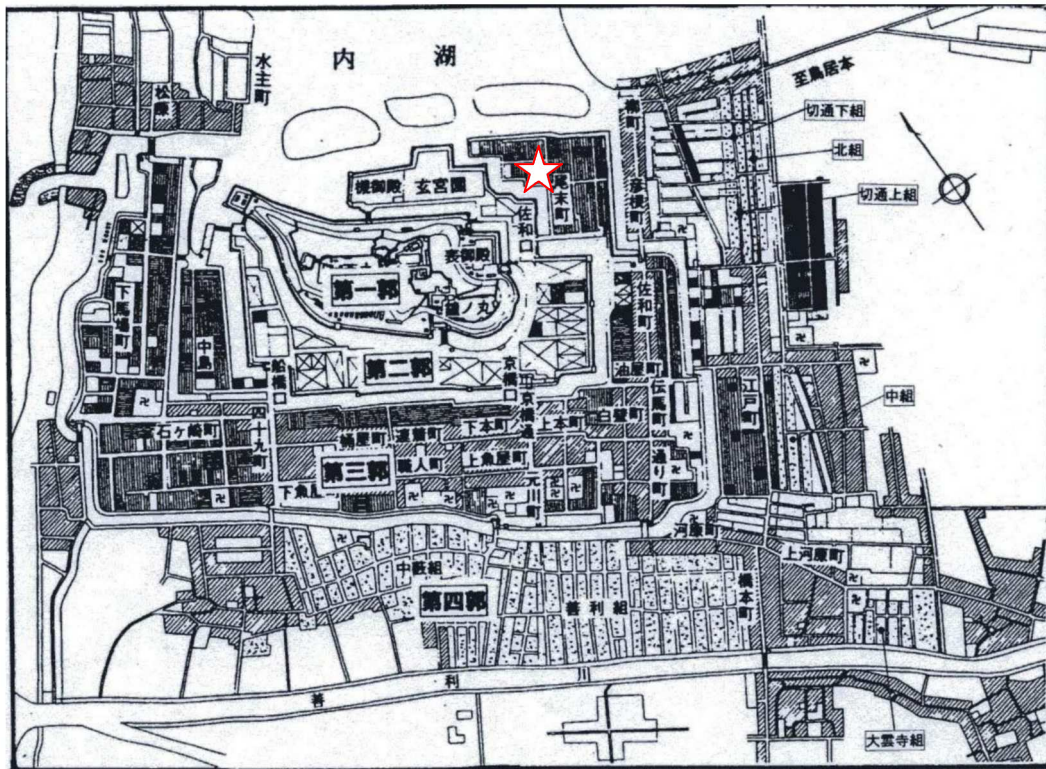 内湖
水主町
松原
柳町
至鳥居本
切通下組
北組
切通上組
彦根町
尾末町
槻御殿
玄宮園
佐和口
表御殿
第一郭
鐘ノ丸
佐和町
下馬場町
中島
第二郭
船橋口
京橋口
油屋町
江戸町
中組
石ヶ崎町
四十九町
桶屋町
連着町
下本町
京橋通
上本町
白壁町
伝馬町
通り町
第三郭
職人町
上魚屋町
下魚屋
元川町
河原町
上河原町
中藪組
第四郭
善利組
橋本町
善利川
大雲寺組